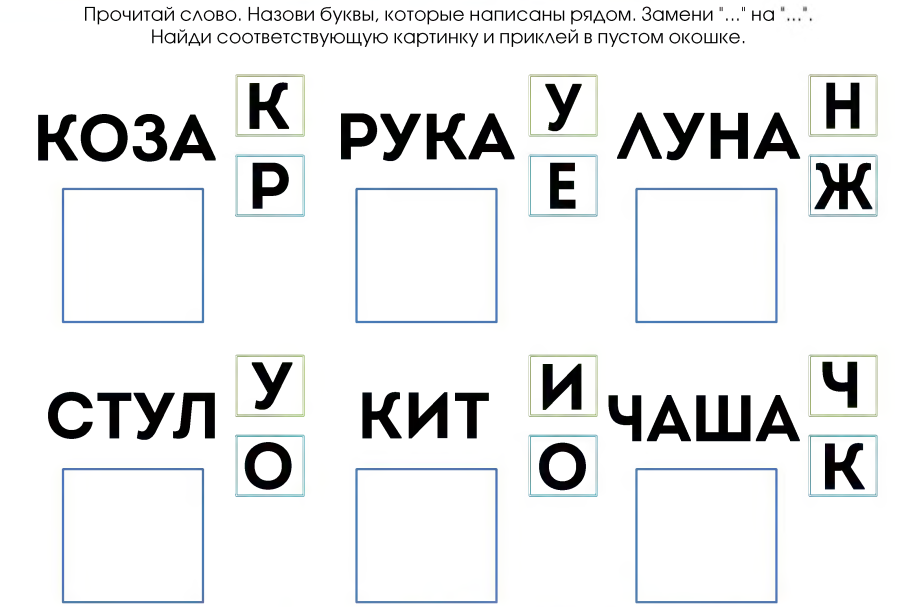 Прочитай слово. Назови буквы, которые написаны рядом. Замени "..." на "...".
Найди соответствующую картинку и приклей в пустом окошке.
КОЗА
К
Р
РУКА
У
Е
ЛУНА
Н
Ж
СТУЛ
У
О
КИТ
И
О
ЧАША
Ч
К